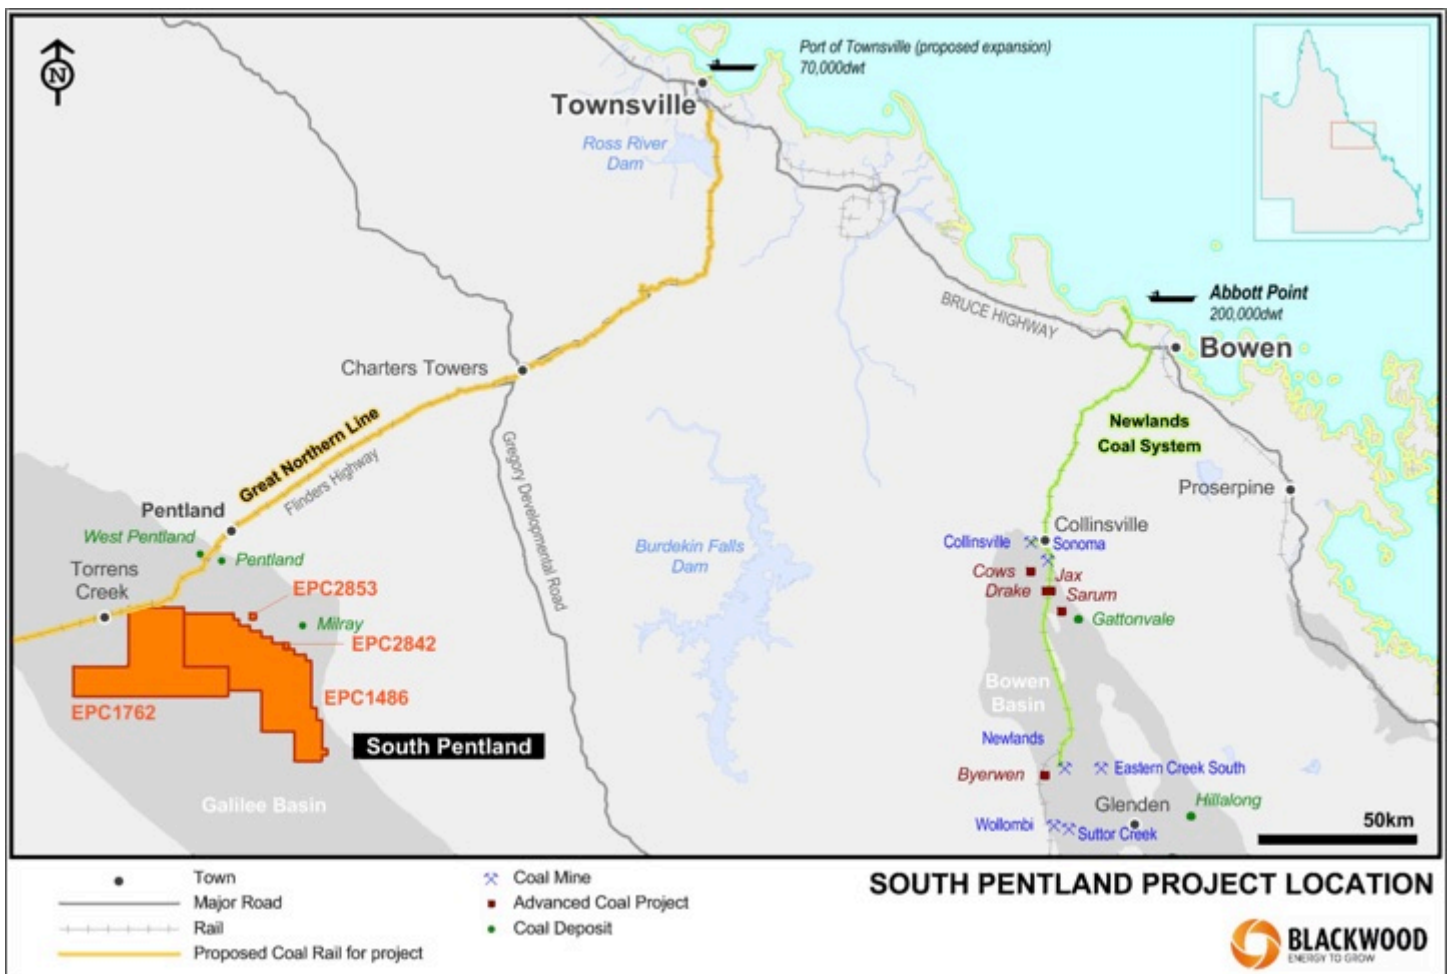 N
Port of Townsville (proposed expansion)
70,000dwt
Townsville
Ross River
Dam
Abbott Point
200,000dwt
BRUCE HIGHWAY
Bowen
Charters Towers
Newlands
Coal System
Great Northern Line
Flinders Highway
Gregory Developmental Road
Proserpine
Pentland
West Pentland
Pentland
Torrens
Creek
Burdekin Falls
Dam
Collinsville
Collinsville
Sonoma
Cows
Jax
Drake
Sarum
Gattonvale
EPC2853
Milray
EPC2842
EPC1486
EPC1762
South Pentland
Bowen
Basin
Newlands
Byerwen
Eastern Creek South
Glenden
Hillalong
Galilee Basin
Wollombi
Suttor Creek
50km
Town
Major Road
Rail
Proposed Coal Rail for project
Coal Mine
Advanced Coal Project
Coal Deposit
SOUTH PENTLAND PROJECT LOCATION
BLACKWOOD
ENERGY TO GROW